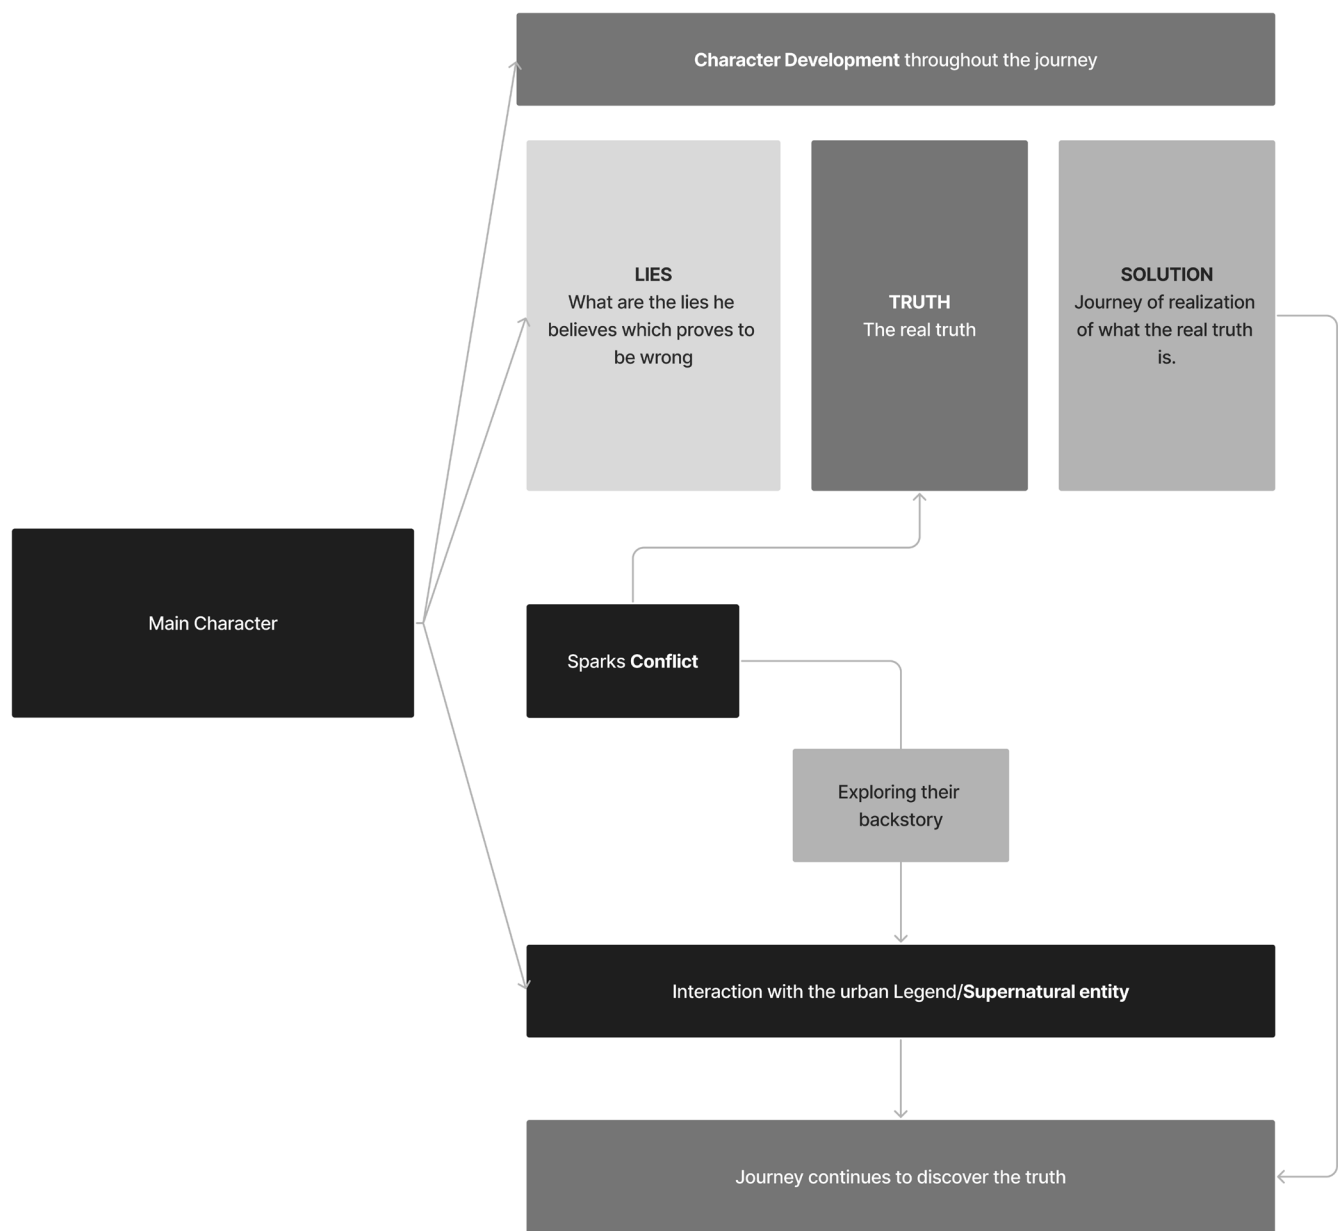 Character Development throughout the journey
LIES
What are the lies he
believes which proves to
be wrong
TRUTH
The real truth
SOLUTION
Journey of realization
of what the real truth
is.
Main Character
Sparks Conflict
Exploring their
backstory
Interaction with the urban Legend/Supernatural entity
Journey continues to discover the truth